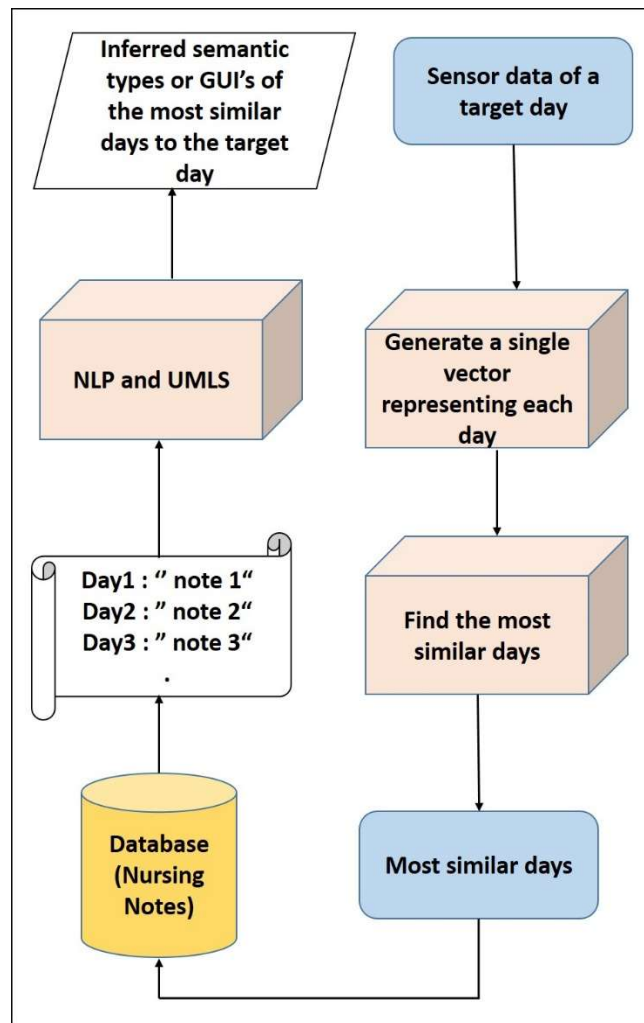 Inferred semantic
types or GUI's of
the most similar
days to the target
day
Sensor data of a
target day
NLP and UMLS
Generate a single
vector
representing each
day
Day1 : “ note 1“
Day2 : ” note 2“
Day3 : ” note 3“
.
Find the most
similar days
Database
(Nursing
Notes)
Most similar days